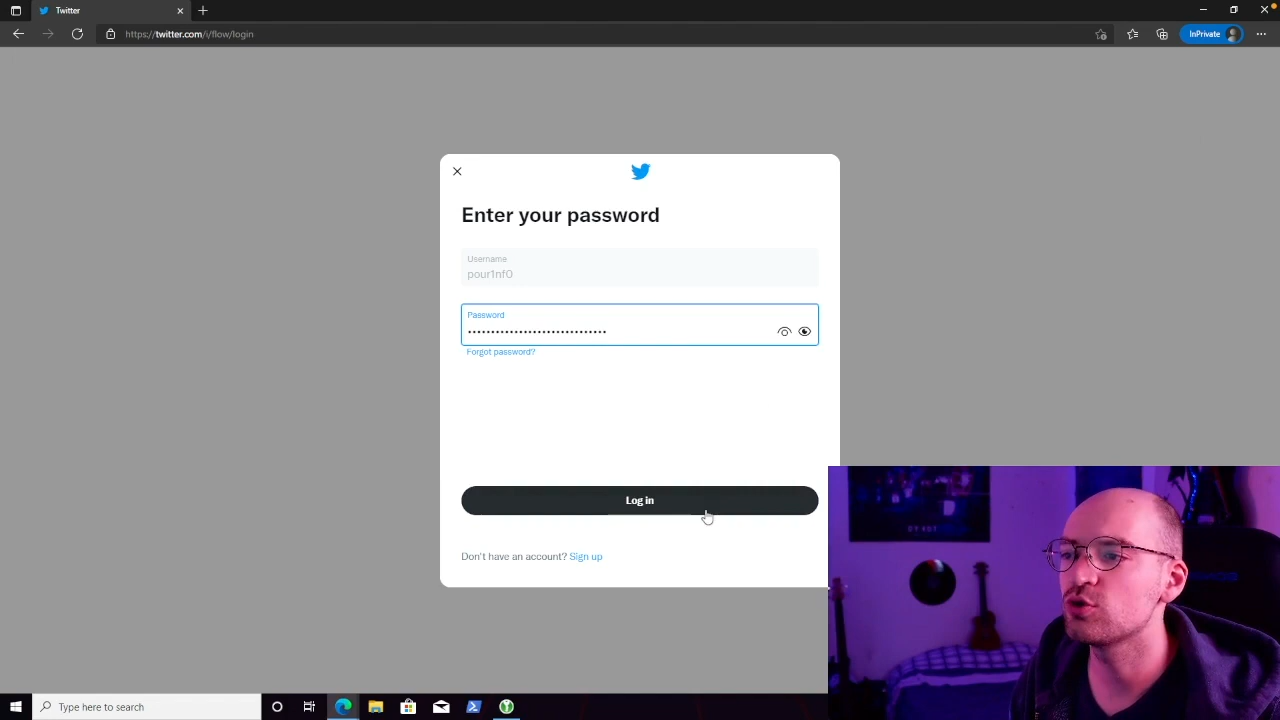 Twitter
https://twitter.com/i/flow/login
InPrivate
Enter your password
Username
pour1nf0
Password
••••••••••••••••••••••••••••••
Forgot password?
Log in
Don't have an account? Sign up
Type here to search